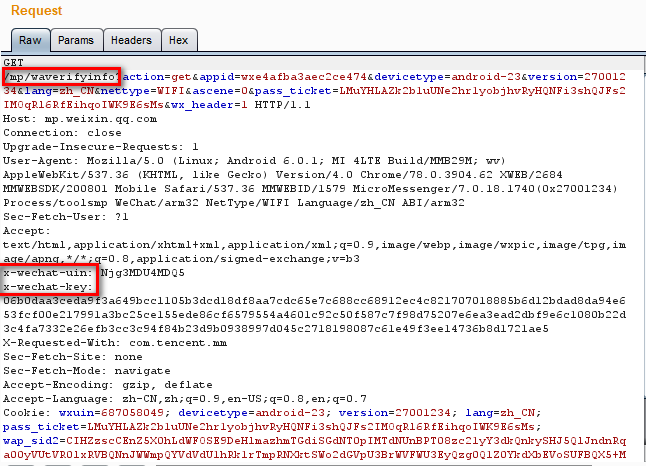 Request
Raw Params Headers Hex
GET
/mp/waverifyinfo?action=get&appid=wxe4afba3aec2ce474&devicetype=android-23&version=270012
34&lang=zh_CN&nettype=WIFI&ascene=0&pass_ticket=LMuYHLAZk2bluUNe2hrlyobjhvRyHQNFi3shQJFs2
IM0qRl6RfEihqoIWK9E6sMs&wx_header=1 HTTP/1.1
Host: mp.weixin.qq.com
Connection: close
Upgrade-Insecure-Requests: 1
User-Agent: Mozilla/5.0 (Linux; Android 6.0.1; MI 4LTE Build/MMB29M; wv)
AppleWebKit/537.36 (KHTML, like Gecko) Version/4.0 Chrome/78.0.3904.62 XWEB/2684
MMWEBSDK/200801 Mobile Safari/537.36 MMWEBID/1579 MicroMessenger/7.0.18.1740(0x27001234)
Process/toolsmp WeChat/arm32 NetType/WIFI Language/zh_CN ABI/arm32
Sec-Fetch-User: ?1
Accept:
text/html,application/xhtml+xml,application/xml;q=0.9,image/webp,image/wxpic,image/tpg,im
age/apng,*/*;q=0.8,application/signed-exchange;v=b3
x-wechat-uin: Njg3MDU4MDQ5
x-wechat-key:
06b0daa3ceda9f3a649bcc1105b3dcd18df8aa7cdc65e7c688cc68912ec4c821707018885b6d12bdad8da94e6
53fcf00e217991a3bc25ce155ede86cf6579554a4601c92c50f587c7f98d75207e6ea3ead2dbf9e6c1080b22d
3c4fa7332e26efb3cc3c94f84b23d9b0938997d045c2718198087c61e49f3ee14736b8d1721ae5
X-Requested-With: com.tencent.mm
Sec-Fetch-Site: none
Sec-Fetch-Mode: navigate
Accept-Encoding: gzip, deflate
Accept-Language: zh-CN,zh;q=0.9,en-US;q=0.8,en;q=0.7
Cookie: wxuin=687058049; devicetype=android-23; version=27001234; lang=zh_CN;
pass_ticket=LMuYHLAZk2bluUNe2hrlyobjhvRyHQNFi3shQJFs2IM0qRl6RfEihqoIWK9E6sMs;